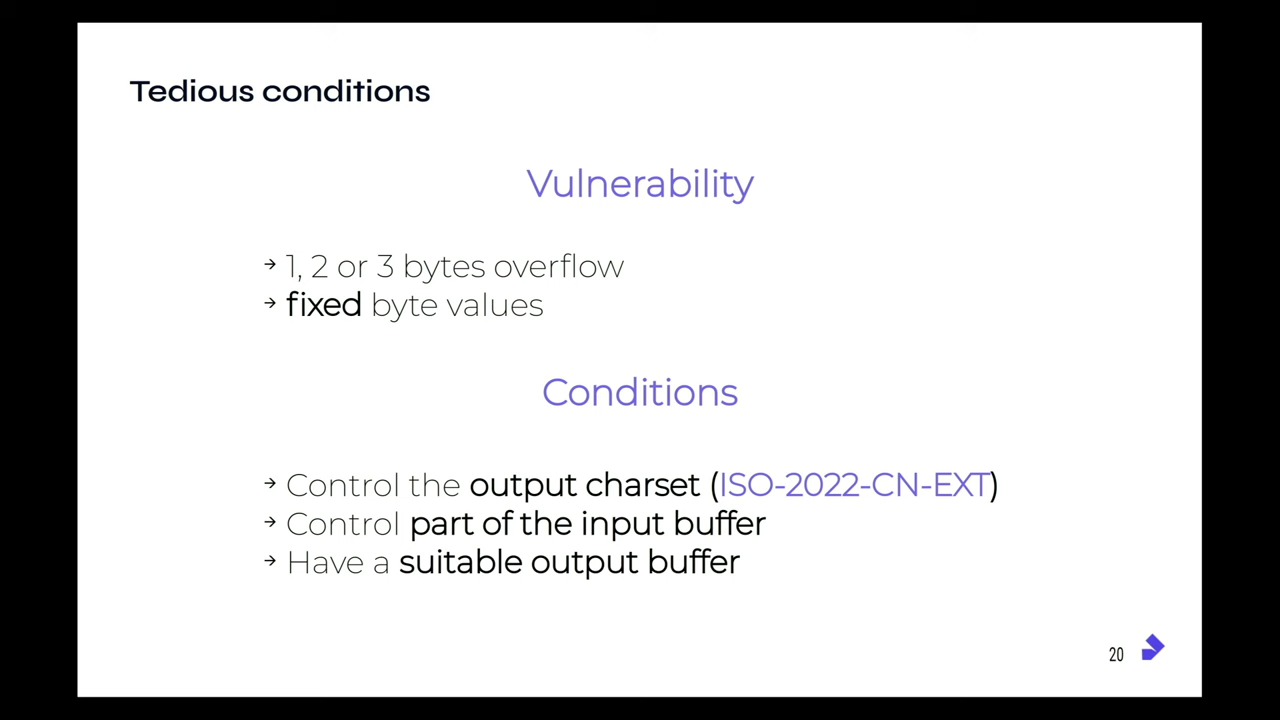 Tedious conditions
Vulnerability
→ 1, 2 or 3 bytes overflow
→ fixed byte values
Conditions
→ Control the output charset (ISO-2022-CN-EXT)
→ Control part of the input buffer
→ Have a suitable output buffer
20